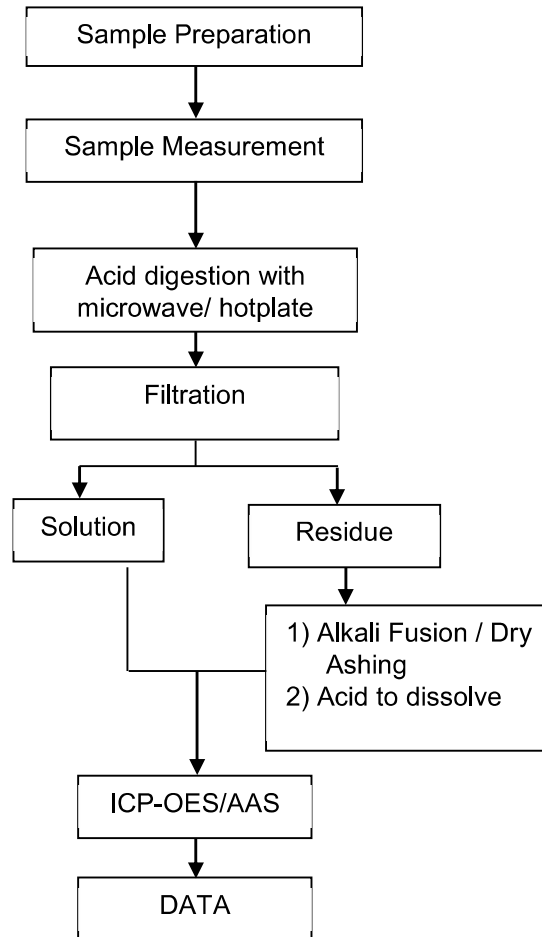 Sample Preparation
Sample Measurement
Acid digestion with
microwave/ hotplate
Filtration
Solution
Residue
1) Alkali Fusion / Dry
Ashing
2) Acid to dissolve
ICP-OES/AAS
DATA